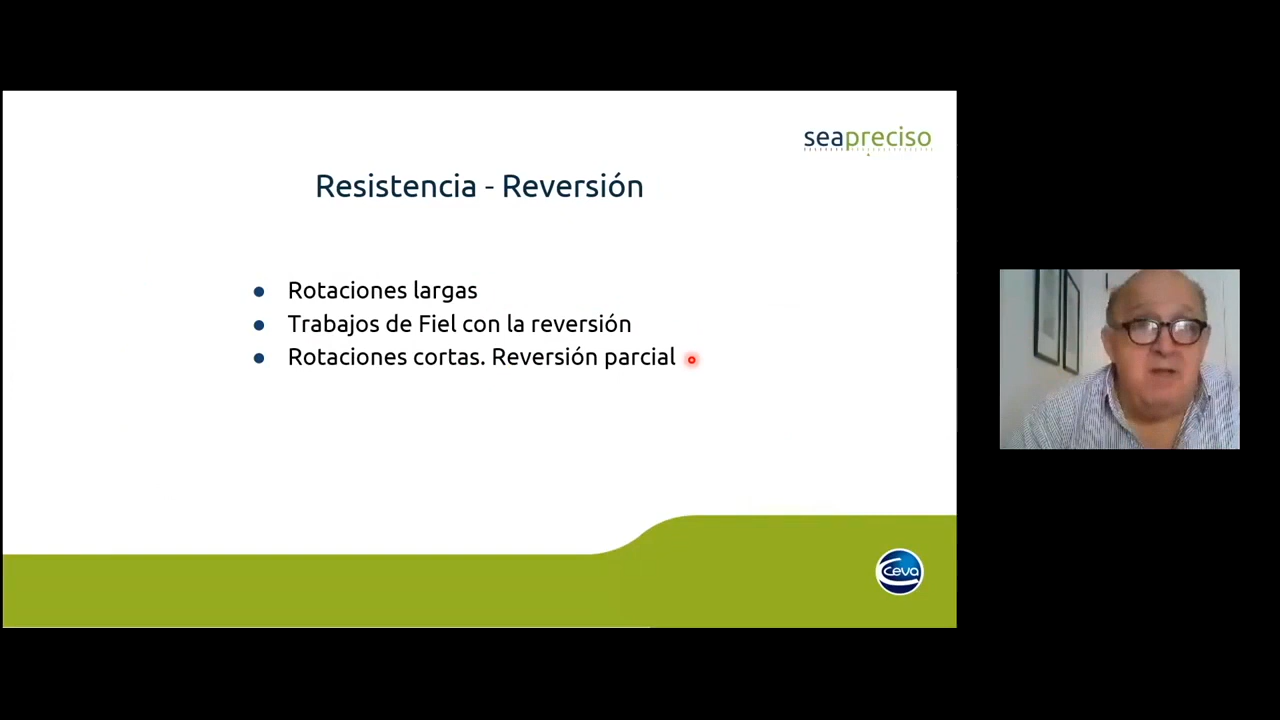 seapreciso
Resistencia - Reversión
● Rotaciones largas
● Trabajos de Fiel con la reversión
● Rotaciones cortas. Reversión parcial
ceva